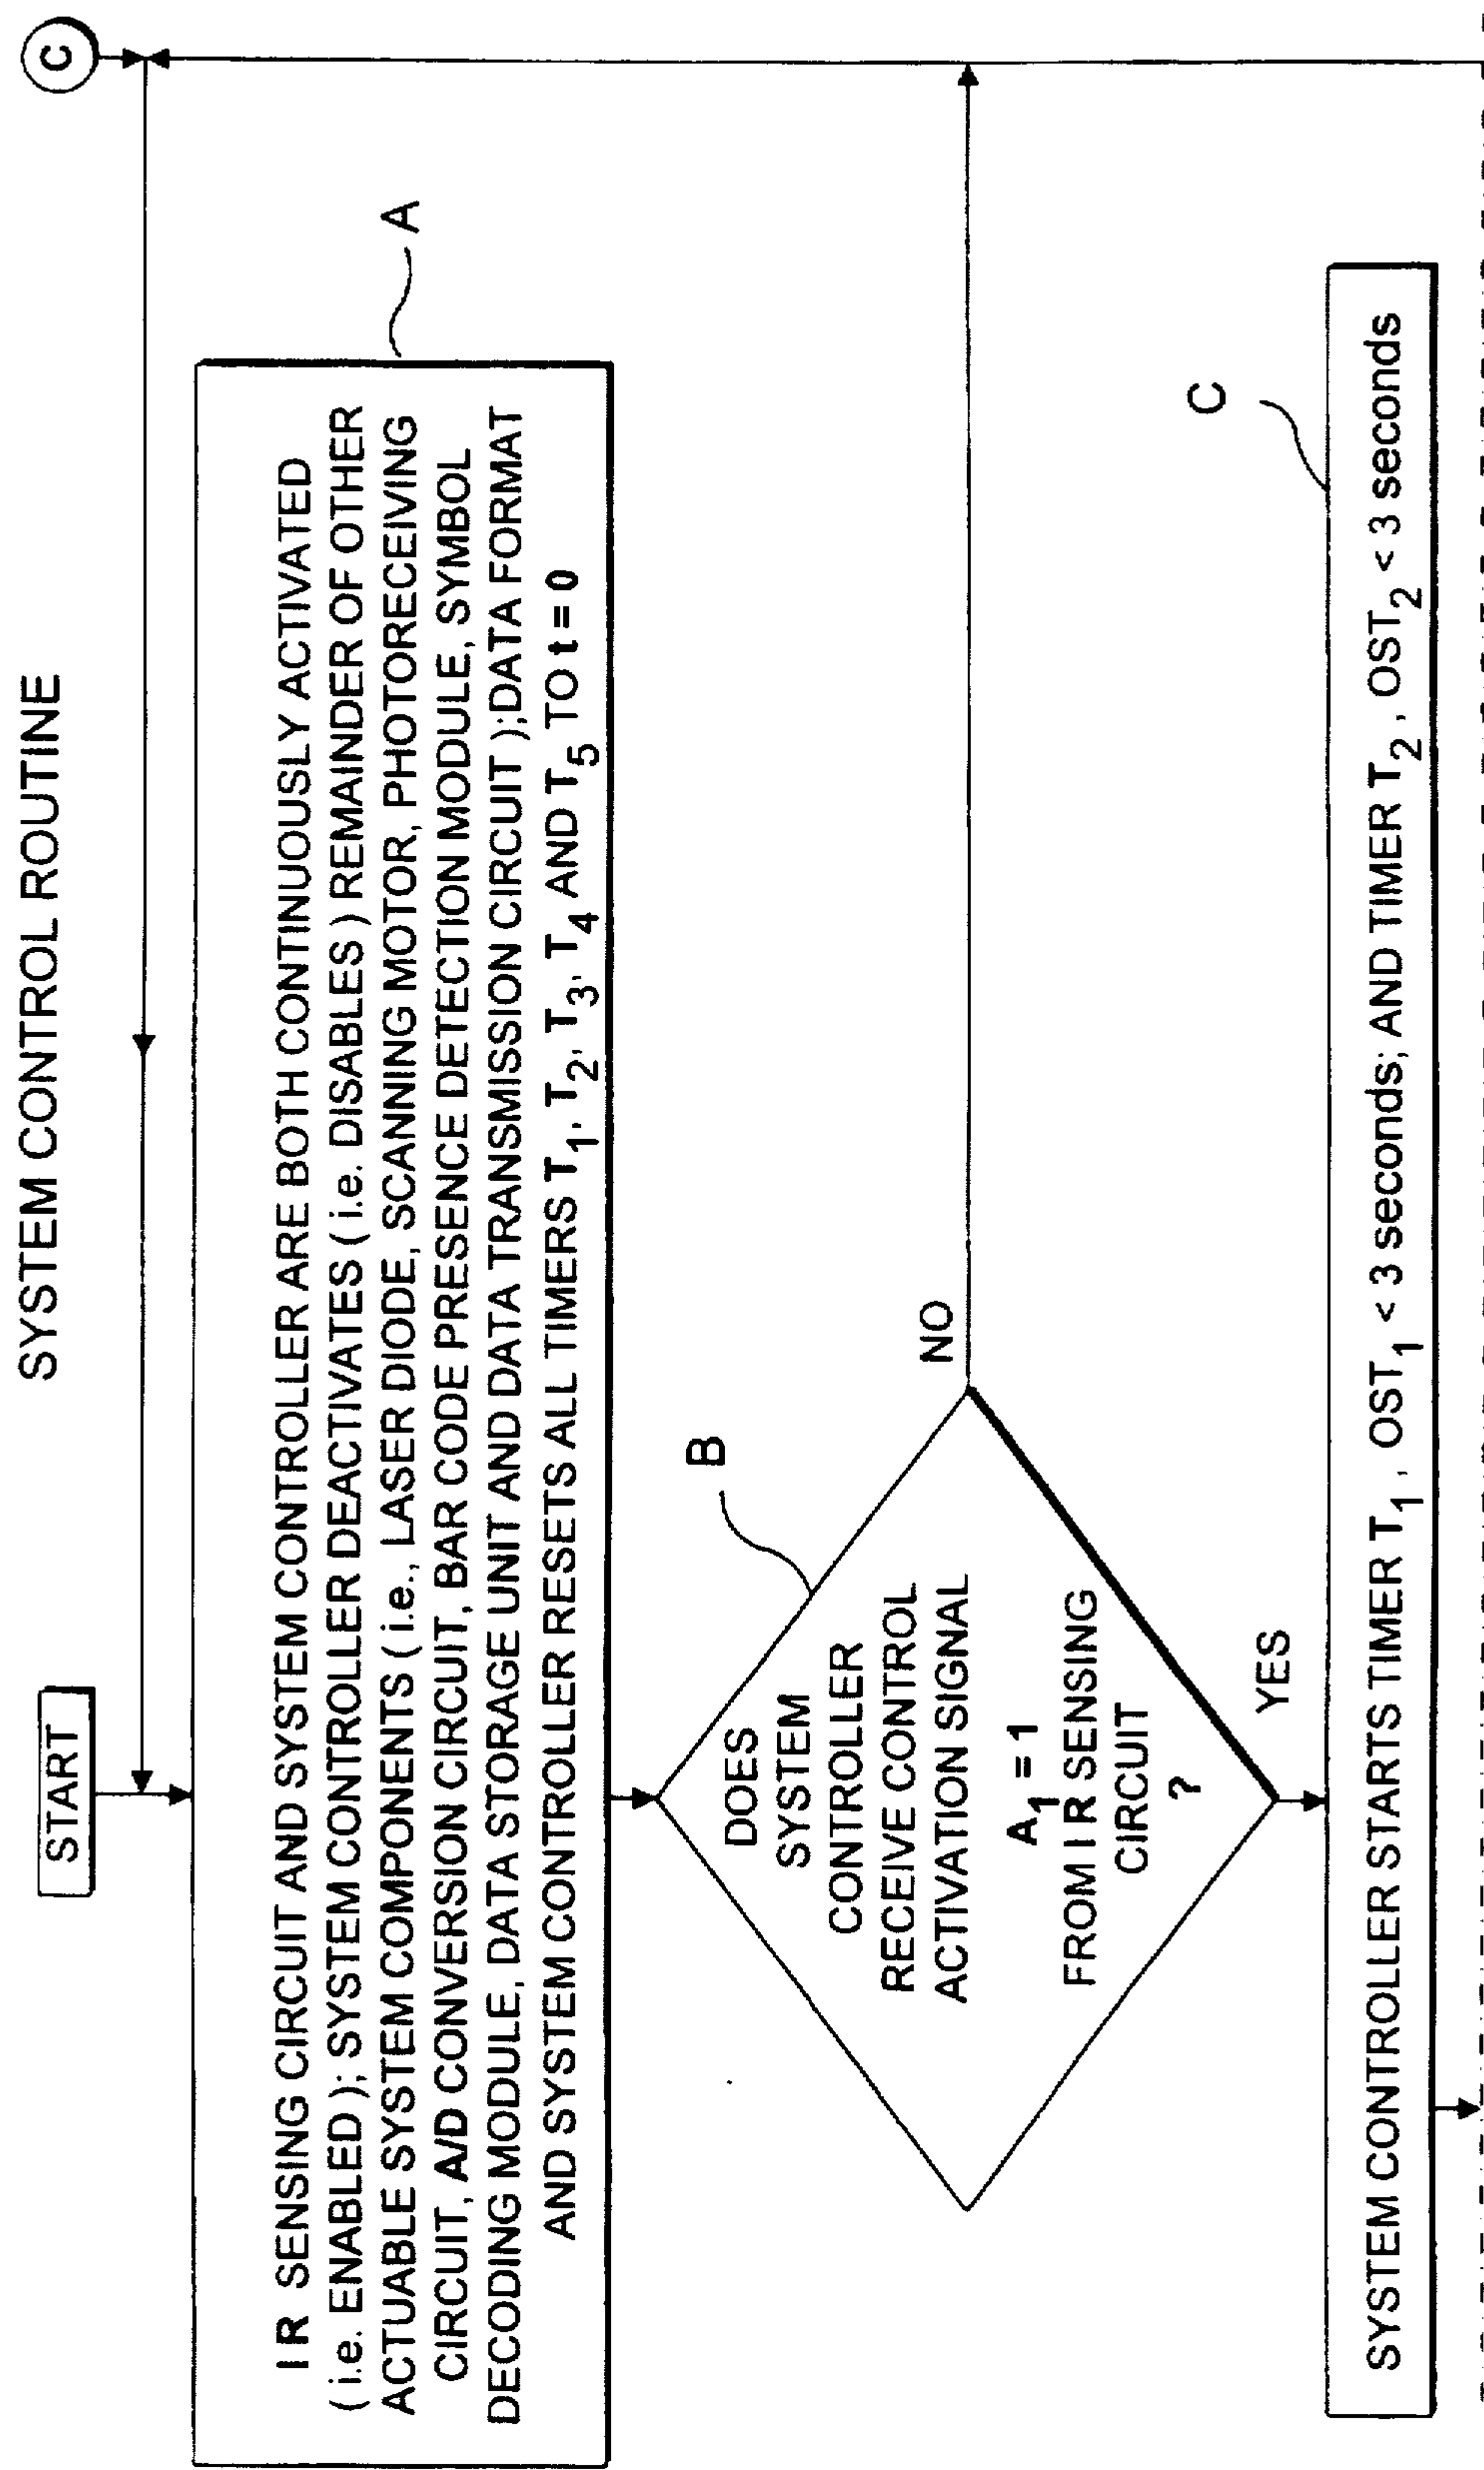 SYSTEM CONTROL ROUTINE
START
C
A
I R SENSING CIRCUIT AND SYSTEM CONTROLLER ARE BOTH CONTINUOUSLY ACTIVATED
( i.e. ENABLED ); SYSTEM CONTROLLER DEACTIVATES ( i.e. DISABLES ) REMAINDER OF OTHER
ACTUABLE SYSTEM COMPONENTS ( i.e., LASER DIODE, SCANNING MOTOR, PHOTORECEIVING
CIRCUIT, A/D CONVERSION CIRCUIT, BAR CODE PRESENCE DETECTION MODULE, SYMBOL
DECODING MODULE, DATA STORAGE UNIT AND DATA TRANSMISSION CIRCUIT );DATA FORMAT
AND SYSTEM CONTROLLER RESETS ALL TIMERS T1, T2, T3, T4 AND T5 TO t = 0
B
DOES
SYSTEM
CONTROLLER
RECEIVE CONTROL
ACTIVATION SIGNAL
A1 = 1
FROM I R SENSING
CIRCUIT
?
NO
YES
C
SYSTEM CONTROLLER STARTS TIMER T1 , OST1 < 3 seconds; AND TIMER T2 , OST2 < 3 seconds